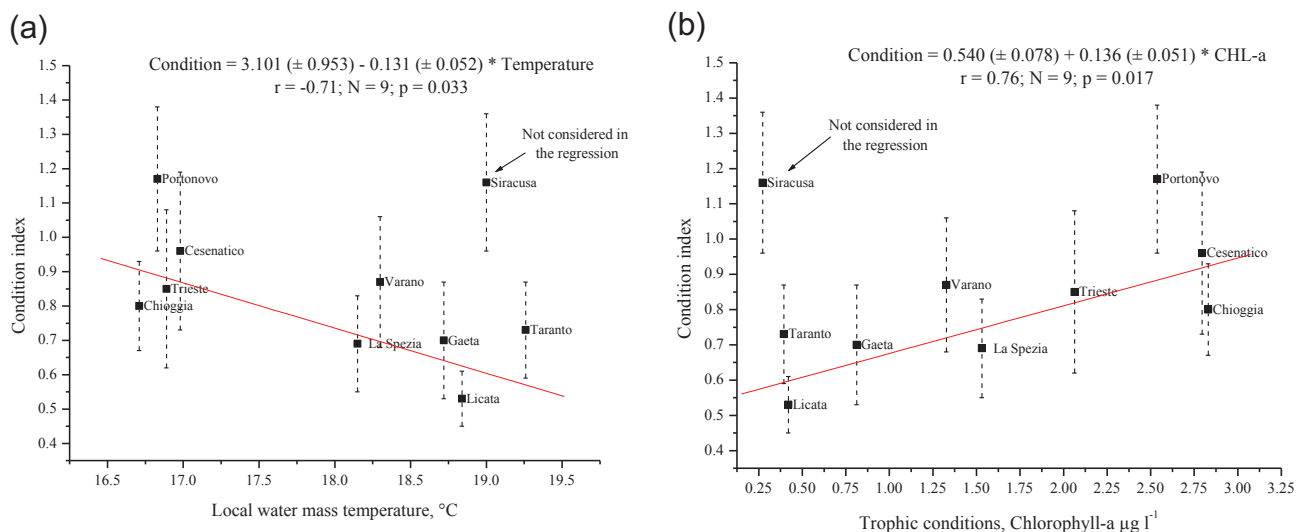 (a)
Condition = 3.101 (± 0.953) - 0.131 (± 0.052) * Temperature
r = -0.71; N = 9; p = 0.033
Not considered in
the regression
Portonovo
Siracusa
Cesenatico
Trieste
Varano
Chioggia
La Spezia
Gaeta
Taranto
Licata
Condition index
1.5
1.4
1.3
1.2
1.1
1.0
0.9
0.8
0.7
0.6
0.5
0.4
16.5 17.0 17.5 18.0 18.5 19.0 19.5
Local water mass temperature, °C
(b)
Condition = 0.540 (± 0.078) + 0.136 (± 0.051) * CHL-a
r = 0.76; N = 9; p = 0.017
Not considered in
the regression
Siracusa
Portonovo
Cesenatico
Varano
Trieste
Chioggia
Taranto
Gaeta
La Spezia
Licata
Condition index
1.5
1.4
1.3
1.2
1.1
1.0
0.9
0.8
0.7
0.6
0.5
0.4
0.25 0.50 0.75 1.00 1.25 1.50 1.75 2.00 2.25 2.50 2.75 3.00 3.25
Trophic conditions, Chlorophyll-a µg l⁻¹